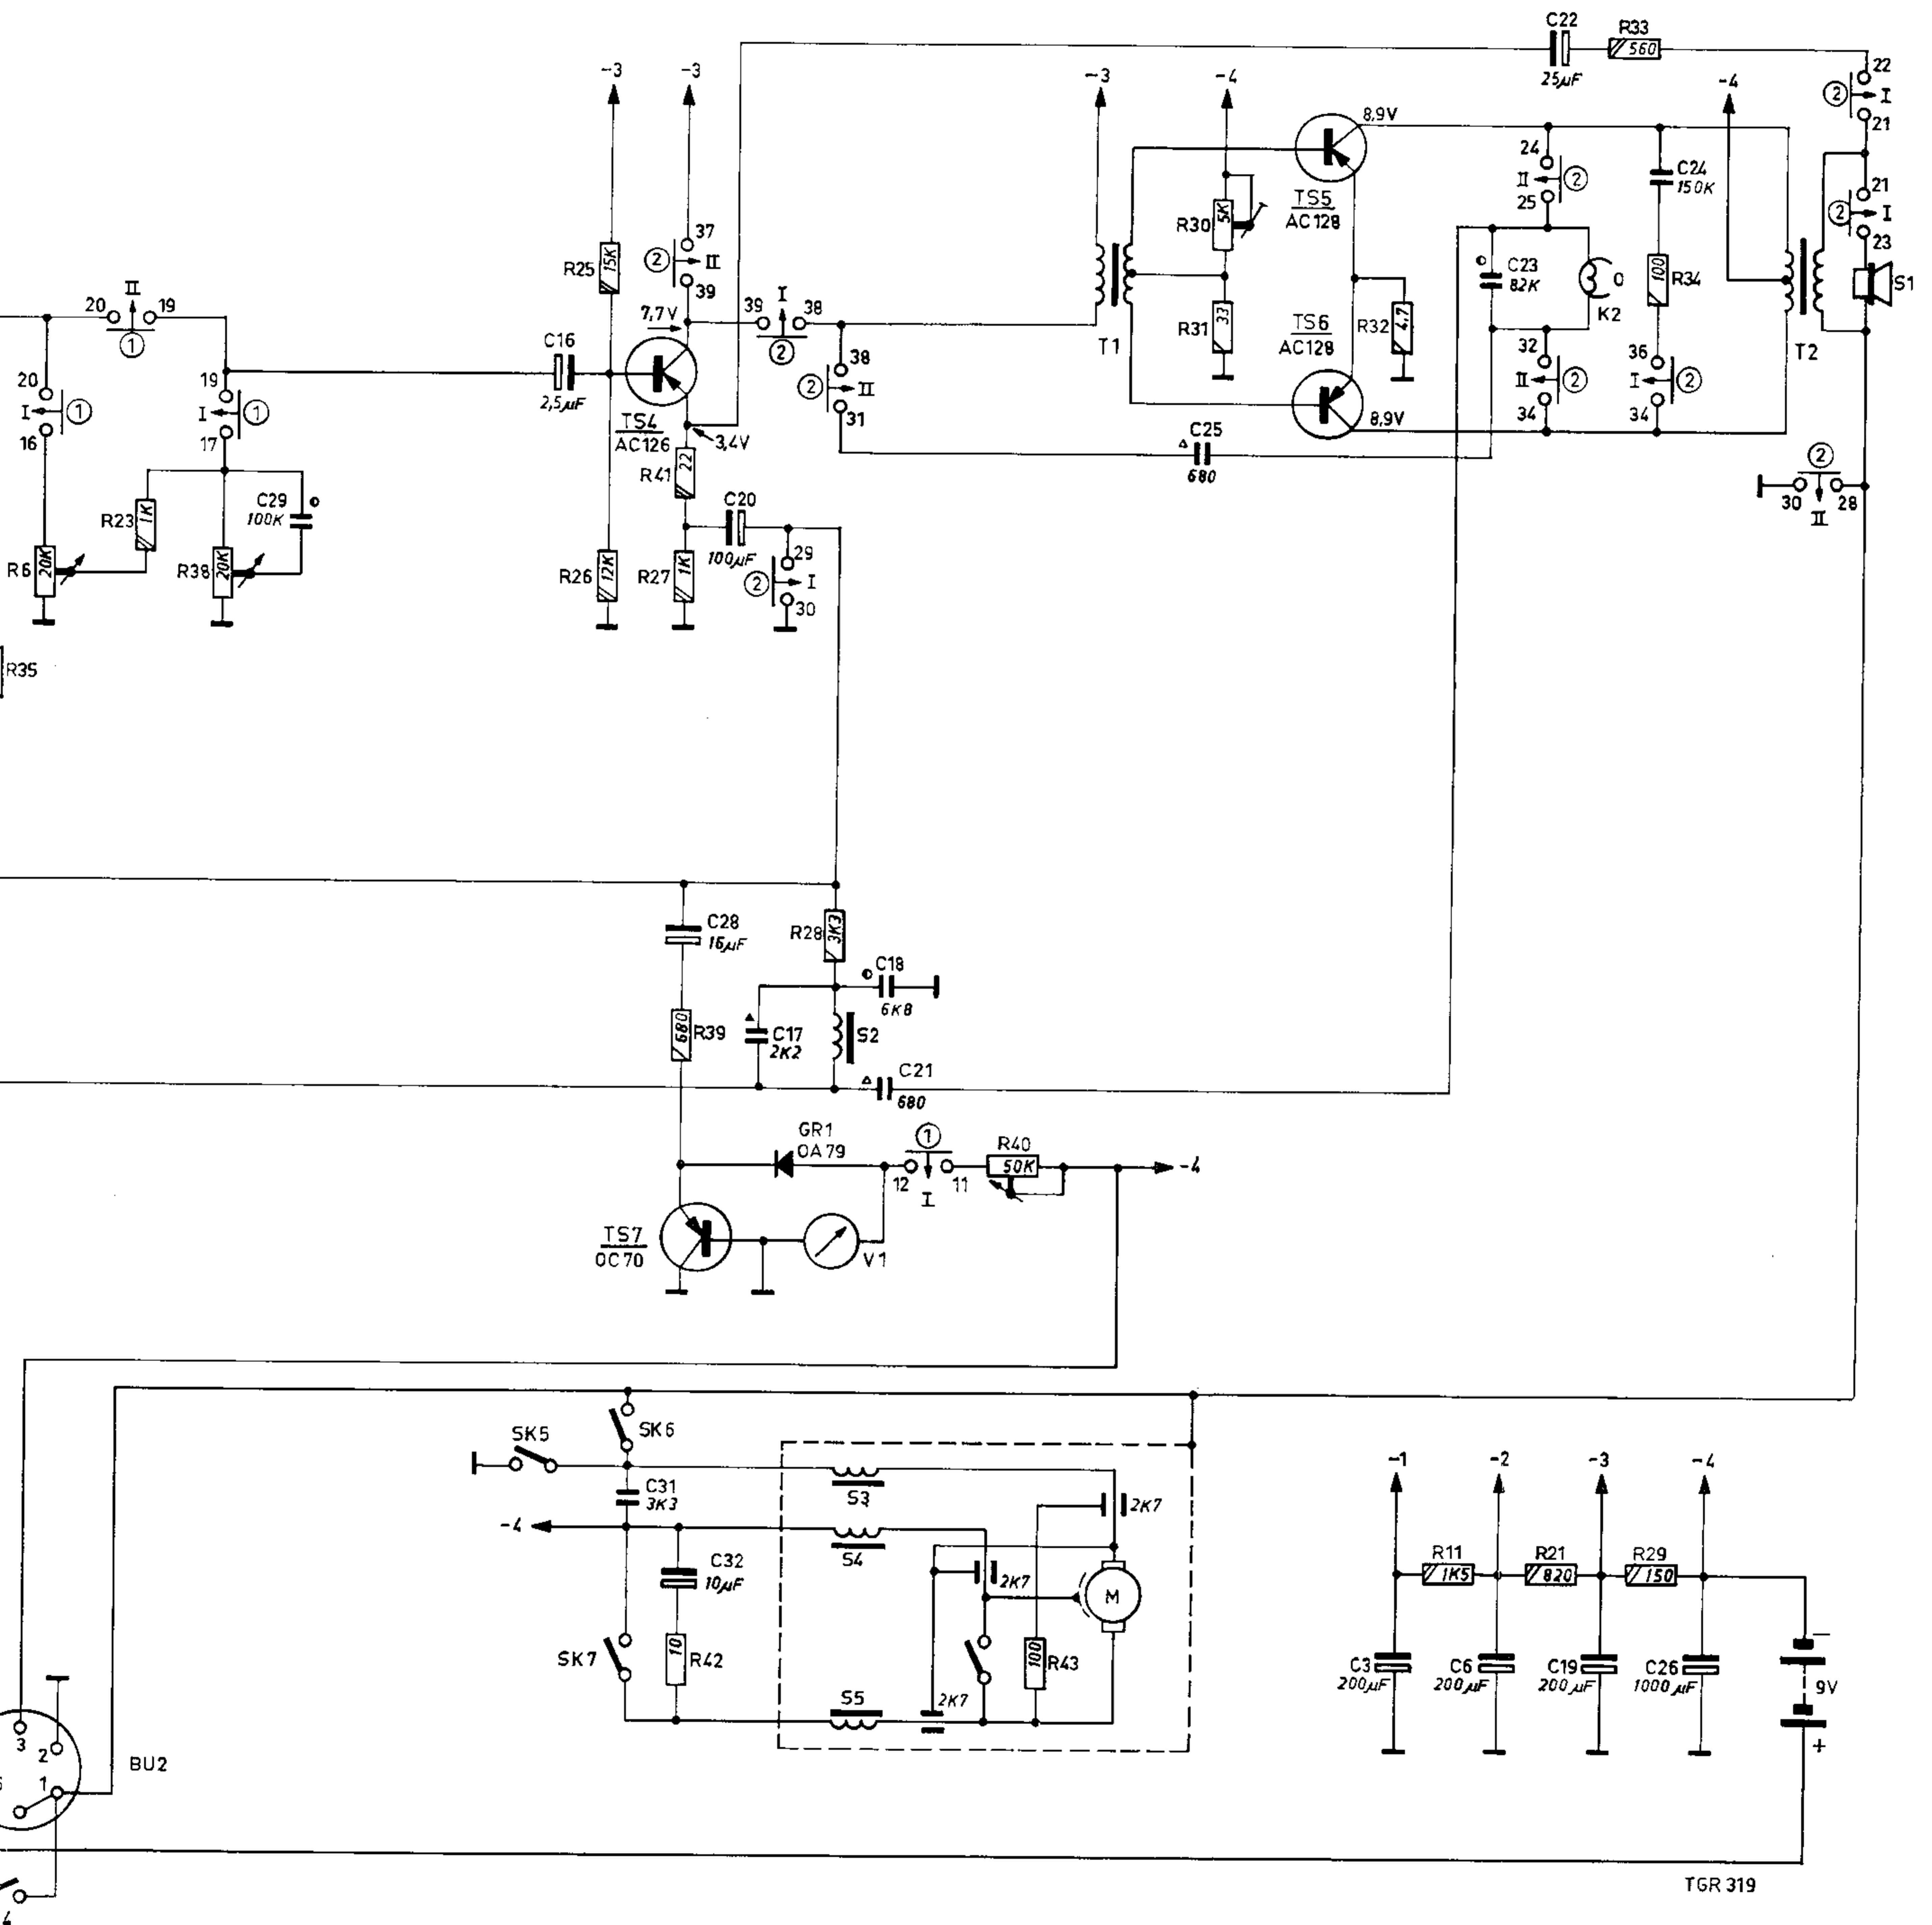 C22
R33
560
25µF
22
② I
21
-3
-3
-3
-4
-4
8,9V
TS5
AC128
24
II ②
25
C24
150K
21
② I
23
S1
R30
5K
R25
15K
37
② II
39
7,7V
39 I 38
②
T1
R31
33
TS6
AC128
R32
4,7
C23
82K
O
K2
R34
100
T2
20 II 19
①
C16
2,5µF
38
② II
31
32
II ②
34
36
I ②
34
8,9V
20
I ①
16
19
I ①
17
TS4
AC126
3,4V
R41
22
C25
680
②
30 28
II
R23
1K
C29
100K
R6
20K
R38
20K
R26
12K
R27
1K
C20
100µF
29
② I
30
R35
C28
16µF
R28
3K3
C18
6K8
R39
680
C17
2K2
S2
C21
680
GR1
OA79
①
12 11
I
R40
50K
-4
TS7
OC70
V1
SK5
SK6
C31
3K3
S3
-4
S4
2K7
C32
10µF
2K7
M
SK7
R42
10
R43
100
S5
2K7
-1
-2
-3
-4
R11
1K5
R21
820
R29
150
C3
200µF
C6
200µF
C19
200µF
C26
1000µF
−
9V
+
3
2
1
BU2
4
TGR 319